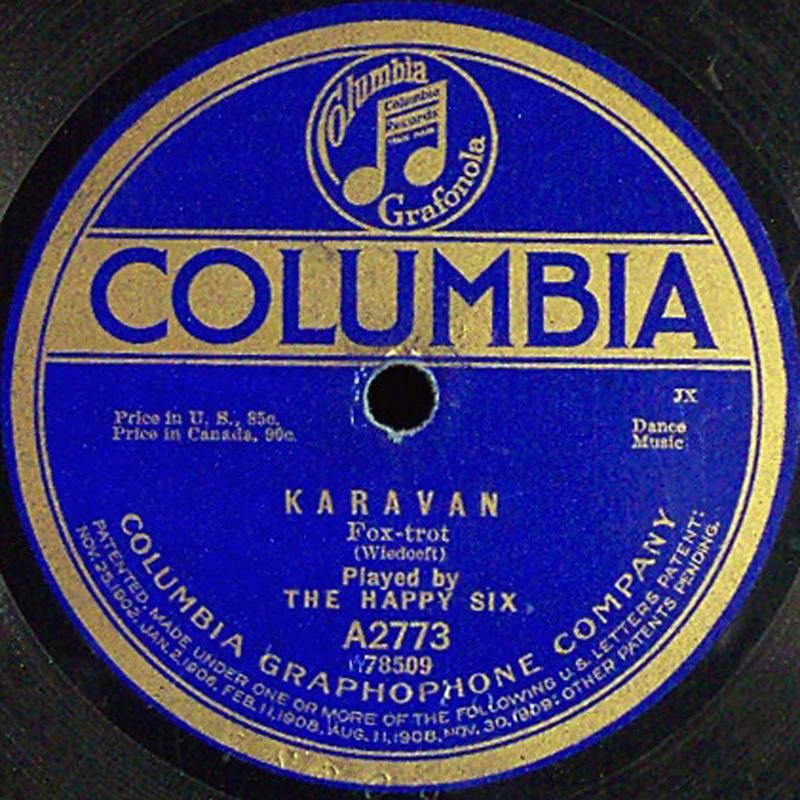 Columbia
Columbia
Records
Grafonola
COLUMBIA
JX
Price in U. S., 85c.
Price in Canada, 90c.
Dance
Music
KARAVAN
Fox-trot
(Wiedoeft)
Played by
THE HAPPY SIX
A2773
78509
COLUMBIA GRAPHOPHONE COMPANY
PATENTED, MADE UNDER ONE OR MORE OF THE FOLLOWING U.S. LETTERS PATENT:
NOV. 25, 1902, JAN. 2, 1906, FEB. 11, 1908, AUG. 11, 1908, NOV. 30, 1909; OTHER PATENTS PENDING.